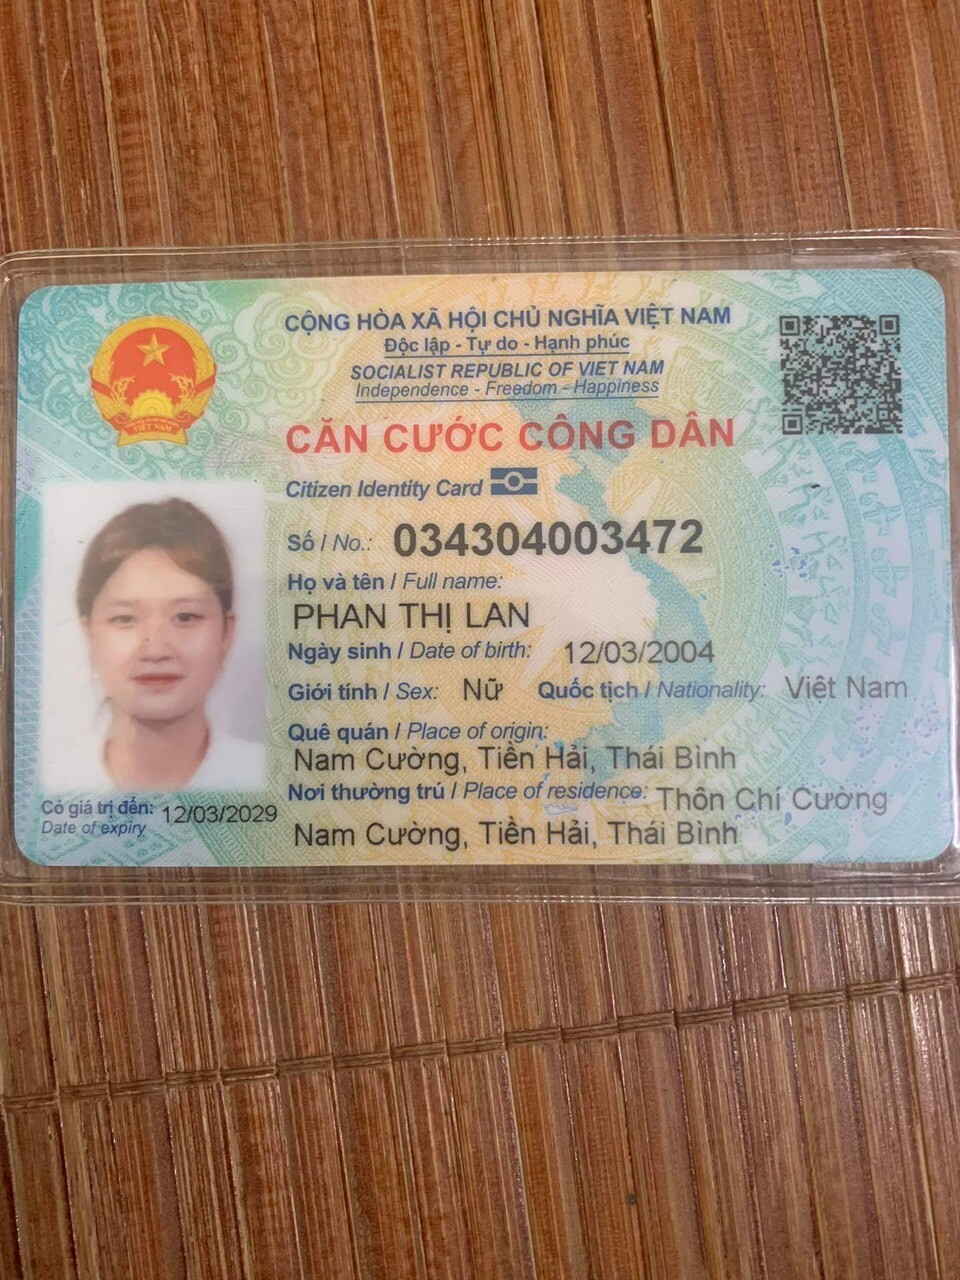 CỘNG HÒA XÃ HỘI CHỦ NGHĨA VIỆT NAM
Độc lập - Tự do - Hạnh phúc
SOCIALIST REPUBLIC OF VIET NAM
Independence - Freedom - Happiness
CĂN CƯỚC CÔNG DÂN
Citizen Identity Card
Số / No.: 034304003472
Họ và tên / Full name:
PHAN THỊ LAN
Ngày sinh / Date of birth: 12/03/2004
Giới tính / Sex: Nữ Quốc tịch / Nationality: Việt Nam
Quê quán / Place of origin:
Nam Cường, Tiền Hải, Thái Bình
Nơi thường trú / Place of residence: Thôn Chí Cường
Nam Cường, Tiền Hải, Thái Bình
Có giá trị đến: 12/03/2029
Date of expiry
VIỆT NAM